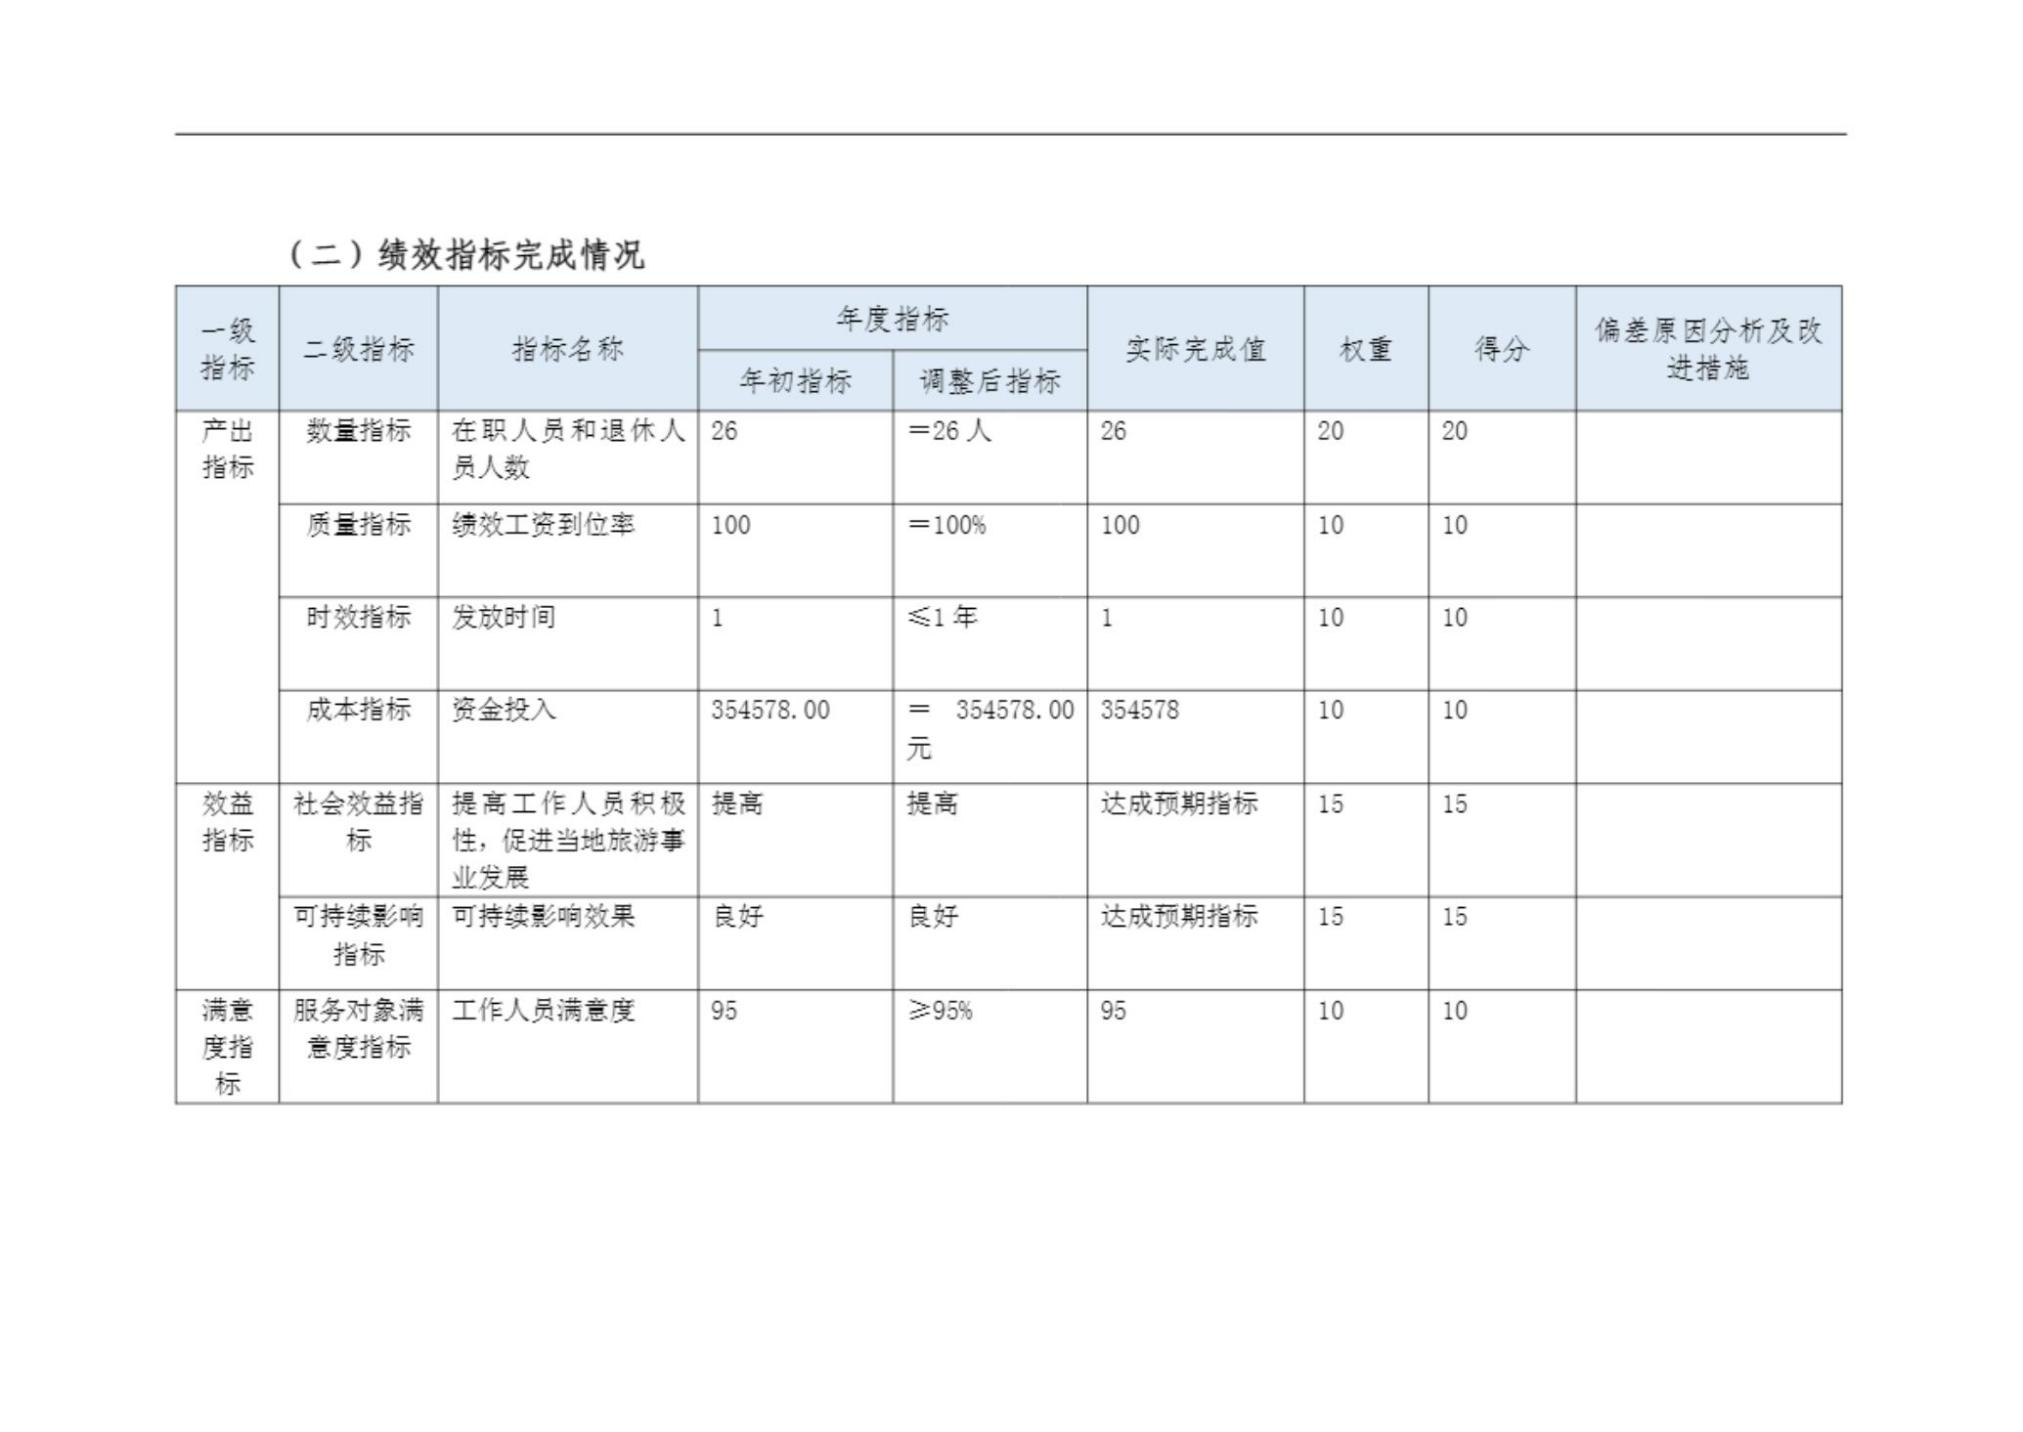 （二）绩效指标完成情况
一级指标 二级指标 指标名称 年度指标 实际完成值 权重 得分 偏差原因分析及改进措施
年初指标 调整后指标
产出指标 数量指标 在职人员和退休人员人数 26 =26 人 26 20 20
质量指标 绩效工资到位率 100 =100% 100 10 10
时效指标 发放时间 1 ≤1 年 1 10 10
成本指标 资金投入 354578.00 = 354578.00 元 354578 10 10
效益指标 社会效益指标 提高工作人员积极性，促进当地旅游事业发展 提高 提高 达成预期指标 15 15
可持续影响指标 可持续影响效果 良好 良好 达成预期指标 15 15
满意度指标 服务对象满意度指标 工作人员满意度 95 ≥95% 95 10 10